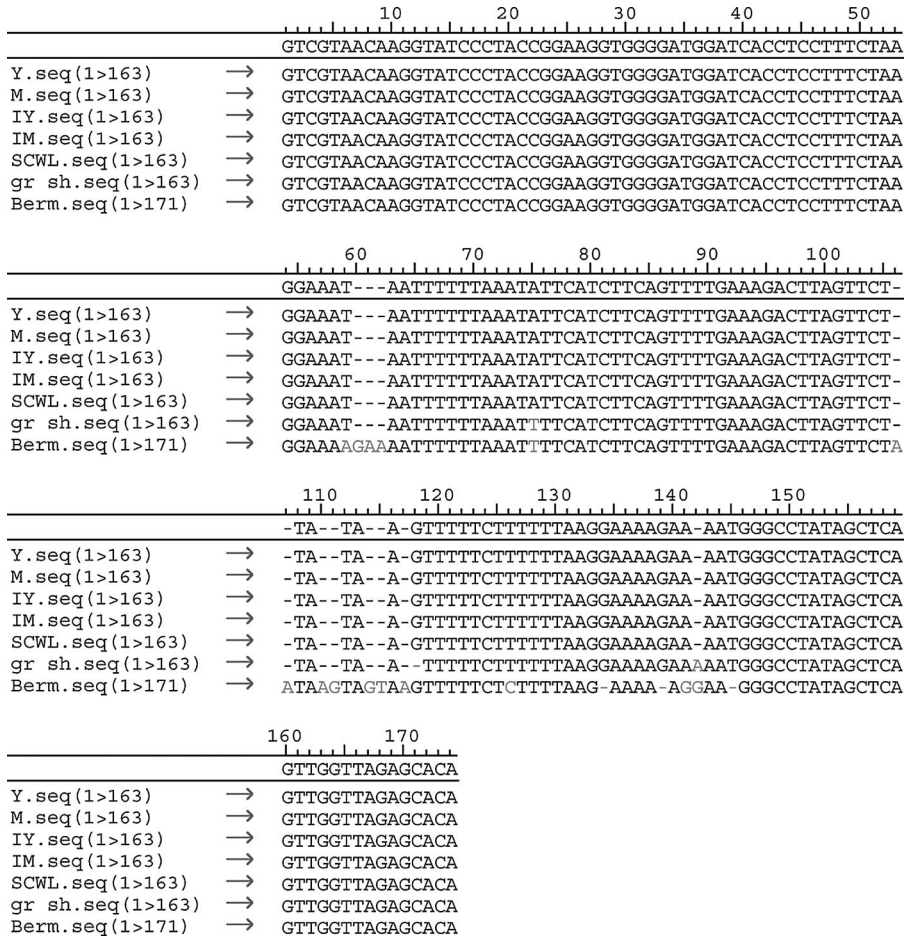 10 20 30 40 50
GTCGTAACAAGGTATCCCTACCGGAAGGTGGGGATGGATCACCTCCTTTCTAA
Y.seq(1>163) → GTCGTAACAAGGTATCCCTACCGGAAGGTGGGGATGGATCACCTCCTTTCTAA
M.seq(1>163) → GTCGTAACAAGGTATCCCTACCGGAAGGTGGGGATGGATCACCTCCTTTCTAA
IY.seq(1>163) → GTCGTAACAAGGTATCCCTACCGGAAGGTGGGGATGGATCACCTCCTTTCTAA
IM.seq(1>163) → GTCGTAACAAGGTATCCCTACCGGAAGGTGGGGATGGATCACCTCCTTTCTAA
SCWL.seq(1>163) → GTCGTAACAAGGTATCCCTACCGGAAGGTGGGGATGGATCACCTCCTTTCTAA
gr sh.seq(1>163) → GTCGTAACAAGGTATCCCTACCGGAAGGTGGGGATGGATCACCTCCTTTCTAA
Berm.seq(1>171) → GTCGTAACAAGGTATCCCTACCGGAAGGTGGGGATGGATCACCTCCTTTCTAA
60 70 80 90 100
GGAAAT---AATTTTTTAAATATTCATCTTCAGTTTTGAAAGACTTAGTTCT-
Y.seq(1>163) → GGAAAT---AATTTTTTAAATATTCATCTTCAGTTTTGAAAGACTTAGTTCT-
M.seq(1>163) → GGAAAT---AATTTTTTAAATATTCATCTTCAGTTTTGAAAGACTTAGTTCT-
IY.seq(1>163) → GGAAAT---AATTTTTTAAATATTCATCTTCAGTTTTGAAAGACTTAGTTCT-
IM.seq(1>163) → GGAAAT---AATTTTTTAAATATTCATCTTCAGTTTTGAAAGACTTAGTTCT-
SCWL.seq(1>163) → GGAAAT---AATTTTTTAAATATTCATCTTCAGTTTTGAAAGACTTAGTTCT-
gr sh.seq(1>163) → GGAAAT---AATTTTTTAAATTTTCATCTTCAGTTTTGAAAGACTTAGTTCT-
Berm.seq(1>171) → GGAAAAGAAAATTTTTTAAATTTTCATCTTCAGTTTTGAAAGACTTAGTTCTA
110 120 130 140 150
-TA--TA--A-GTTTTTCTTTTTTAAGGAAAAGAA-AATGGGCCTATAGCTCA
Y.seq(1>163) → -TA--TA--A-GTTTTTCTTTTTTAAGGAAAAGAA-AATGGGCCTATAGCTCA
M.seq(1>163) → -TA--TA--A-GTTTTTCTTTTTTAAGGAAAAGAA-AATGGGCCTATAGCTCA
IY.seq(1>163) → -TA--TA--A-GTTTTTCTTTTTTAAGGAAAAGAA-AATGGGCCTATAGCTCA
IM.seq(1>163) → -TA--TA--A-GTTTTTCTTTTTTAAGGAAAAGAA-AATGGGCCTATAGCTCA
SCWL.seq(1>163) → -TA--TA--A-GTTTTTCTTTTTTAAGGAAAAGAA-AATGGGCCTATAGCTCA
gr sh.seq(1>163) → -TA--TA--A--TTTTTCTTTTTTAAGGAAAAGAAAAATGGGCCTATAGCTCA
Berm.seq(1>171) → ATAAGTAGTAAGTTTTTCTCTTTTAAG-AAAA-AGGAA-GGGCCTATAGCTCA
160 170
GTTGGTTAGAGCACA
Y.seq(1>163) → GTTGGTTAGAGCACA
M.seq(1>163) → GTTGGTTAGAGCACA
IY.seq(1>163) → GTTGGTTAGAGCACA
IM.seq(1>163) → GTTGGTTAGAGCACA
SCWL.seq(1>163) → GTTGGTTAGAGCACA
gr sh.seq(1>163) → GTTGGTTAGAGCACA
Berm.seq(1>171) → GTTGGTTAGAGCACA